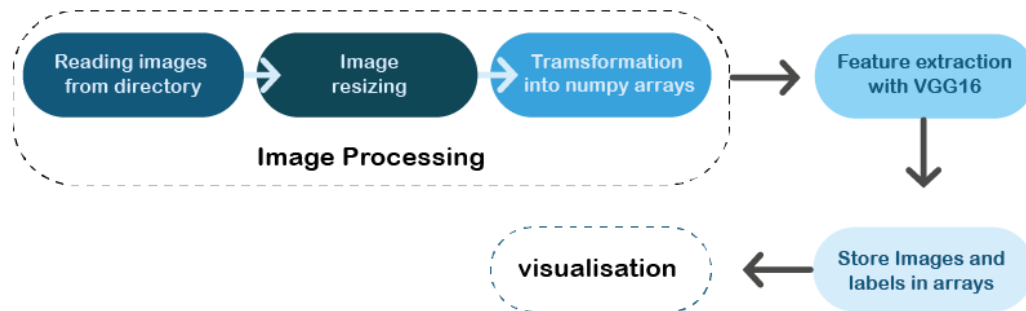 Reading images
from directory
Image
resizing
Tramsformation
into numpy arrays
Feature extraction
with VGG16
Image Processing
Store Images and
labels in arrays
visualisation